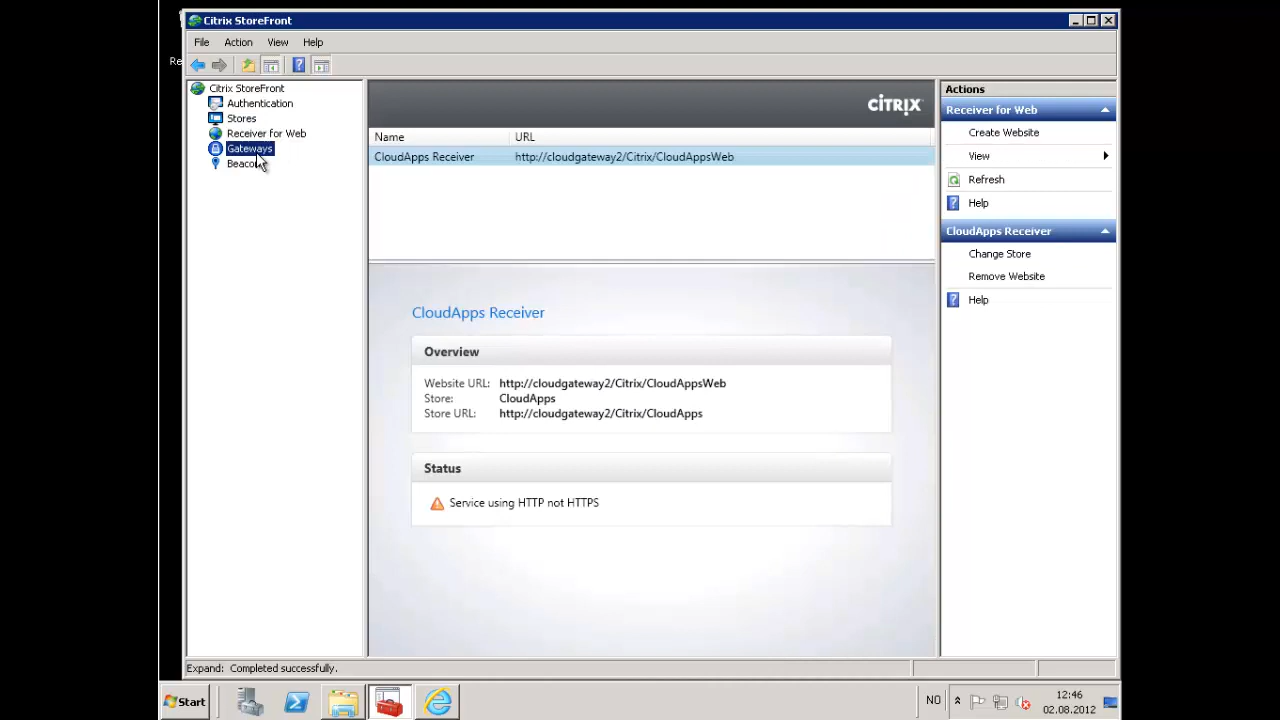 Citrix StoreFront
Re
File Action View Help
Citrix StoreFront
Authentication
Stores
Receiver for Web
Gateways
CITRIX
Name URL
CloudApps Receiver http://cloudgateway2/Citrix/CloudAppsWeb
CloudApps Receiver
Overview
Website URL: http://cloudgateway2/Citrix/CloudAppsWeb
Store: CloudApps
Store URL: http://cloudgateway2/Citrix/CloudApps
Status
Service using HTTP not HTTPS
Actions
Receiver for Web
Create Website
View
Refresh
Help
CloudApps Receiver
Change Store
Remove Website
Help
Expand: Completed successfully.
Start
NO
12:46
02.08.2012